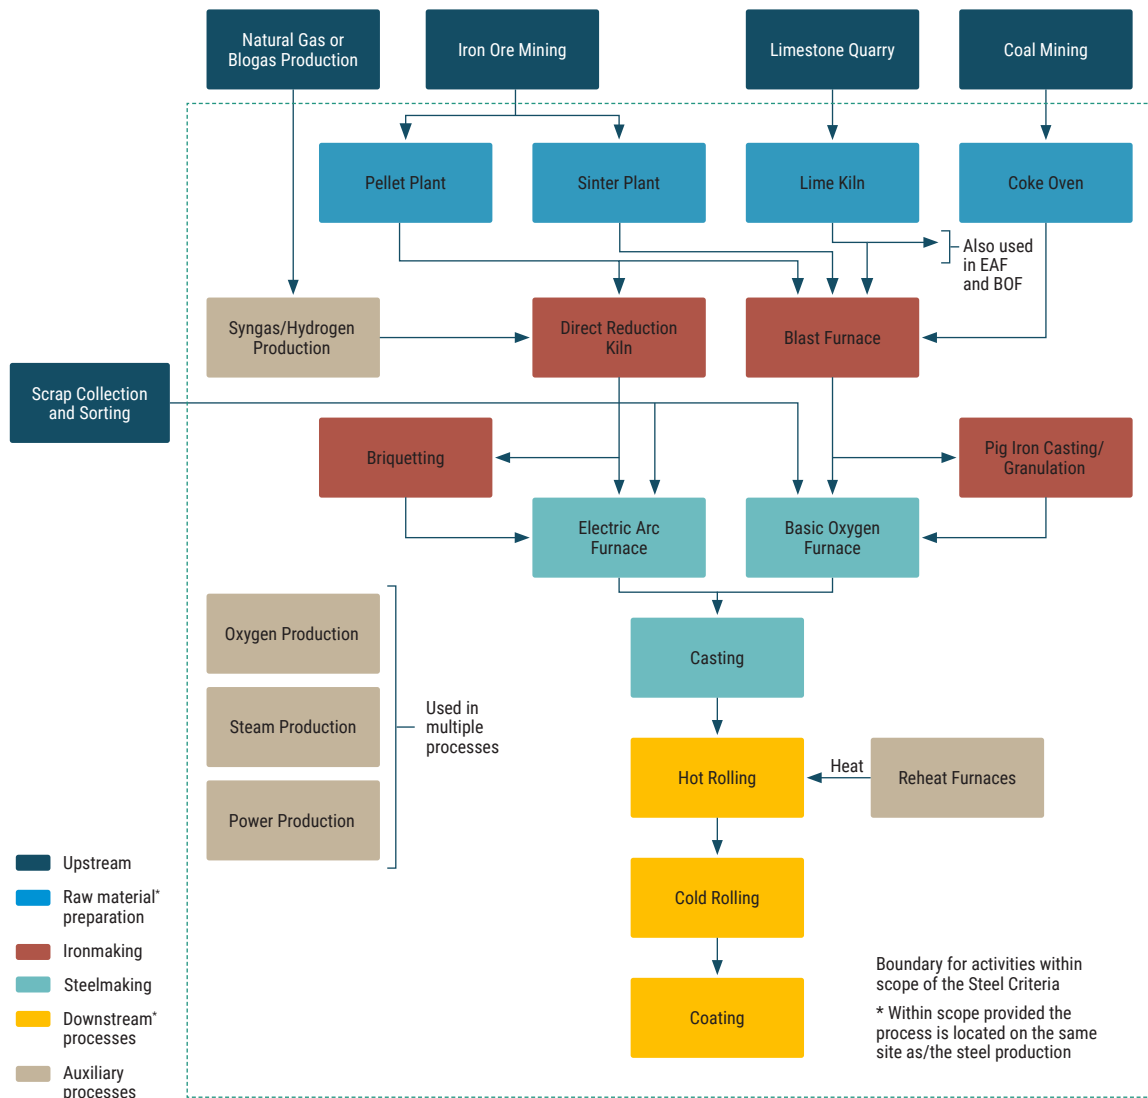 Natural Gas or
Blogas Production
Iron Ore Mining
Limestone Quarry
Coal Mining
Pellet Plant
Sinter Plant
Lime Kiln
Coke Oven
Also used
in EAF
and BOF
Syngas/Hydrogen
Production
Direct Reduction
Kiln
Blast Furnace
Scrap Collection
and Sorting
Briquetting
Pig Iron Casting/
Granulation
Electric Arc
Furnace
Basic Oxygen
Furnace
Oxygen Production
Steam Production
Power Production
Used in
multiple
processes
Casting
Hot Rolling
Heat
Reheat Furnaces
Cold Rolling
Coating
Upstream
Raw material*
preparation
Ironmaking
Steelmaking
Downstream*
processes
Auxiliary
processes
Boundary for activities within
scope of the Steel Criteria
* Within scope provided the
process is located on the same
site as/the steel production